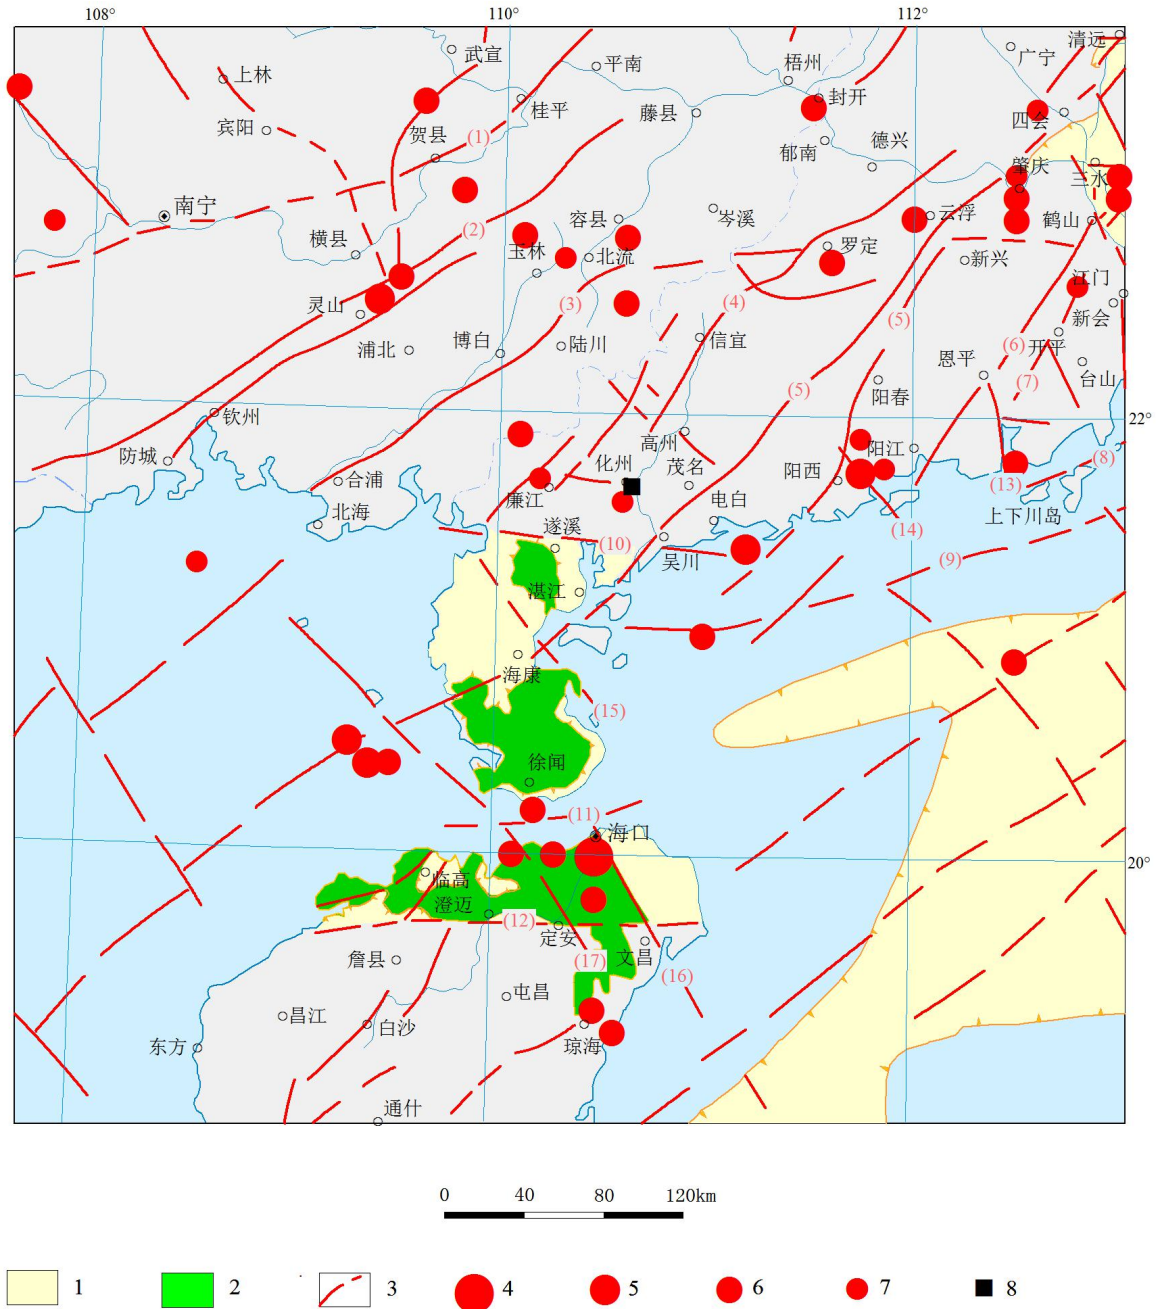 108°
110°
112°
清远
武宣
广宁
平南
梧州
上林
封开
桂平
藤县
四会
宾阳
贺县
(1)
郁南
德兴
肇庆
三水
南宁
容县
岑溪
云浮
鹤山
(2)
横县
玉林
北流
罗定
新兴
江门
灵山
(3)
(4)
新会
(5)
浦北
博白
陆川
信宜
恩平
(6)
开平
台山
(7)
(5)
阳春
钦州
22°
防城
高州
阳江
(8)
合浦
化州
茂名
阳西
廉江
电白
(13)
北海
上下川岛
遂溪
(14)
(10)
吴川
(9)
湛江
海康
(15)
徐闻
(11)
海口
20°
临高
澄迈
(12)
定安
文昌
儋县
(17)
(16)
屯昌
昌江
白沙
东方
琼海
通什
0 40 80 120km
1 2 3 4 5 6 7 8